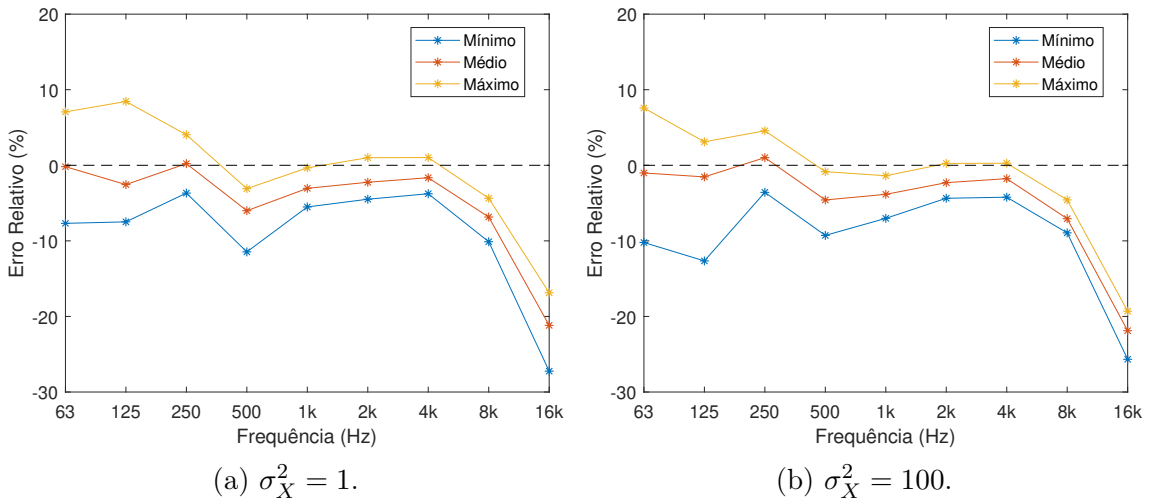 20
10
0
-10
-20
-30
Erro Relativo (%)
Mínimo
Médio
Máximo
63 125 250 500 1k 2k 4k 8k 16k
Frequência (Hz)
(a) σ²_X = 1.
20
10
0
-10
-20
-30
Erro Relativo (%)
Mínimo
Médio
Máximo
63 125 250 500 1k 2k 4k 8k 16k
Frequência (Hz)
(b) σ²_X = 100.